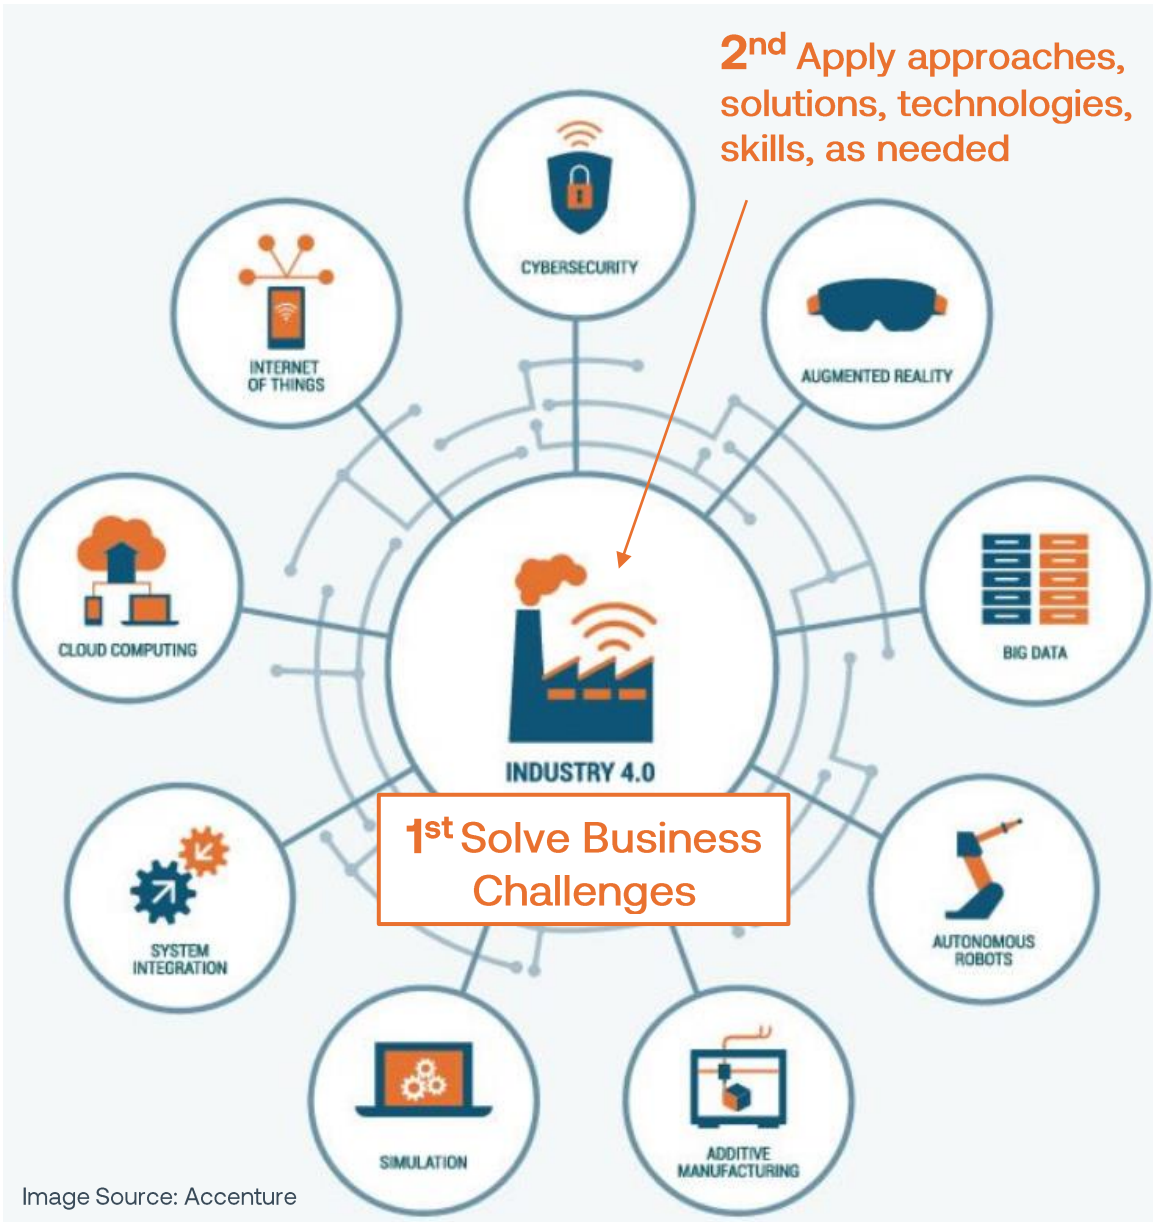 2nd Apply approaches,
solutions, technologies,
skills, as needed
CYBERSECURITY
INTERNET
OF THINGS
AUGMENTED REALITY
CLOUD COMPUTING
BIG DATA
INDUSTRY 4.0
1st Solve Business
Challenges
SYSTEM
INTEGRATION
AUTONOMOUS
ROBOTS
SIMULATION
ADDITIVE
MANUFACTURING
Image Source: Accenture